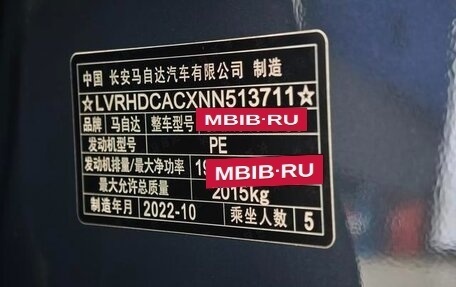 中国 长安马自达汽车有限公司 制造
☆LVRHDCACXNN513711☆
品牌 马自达 整车型号 MBIB.RU
发动机型号 PE
发动机排量/最大净功率 19 MBIB.RU
最大允许总质量 2015kg
制造年月 2022-10 乘坐人数 5